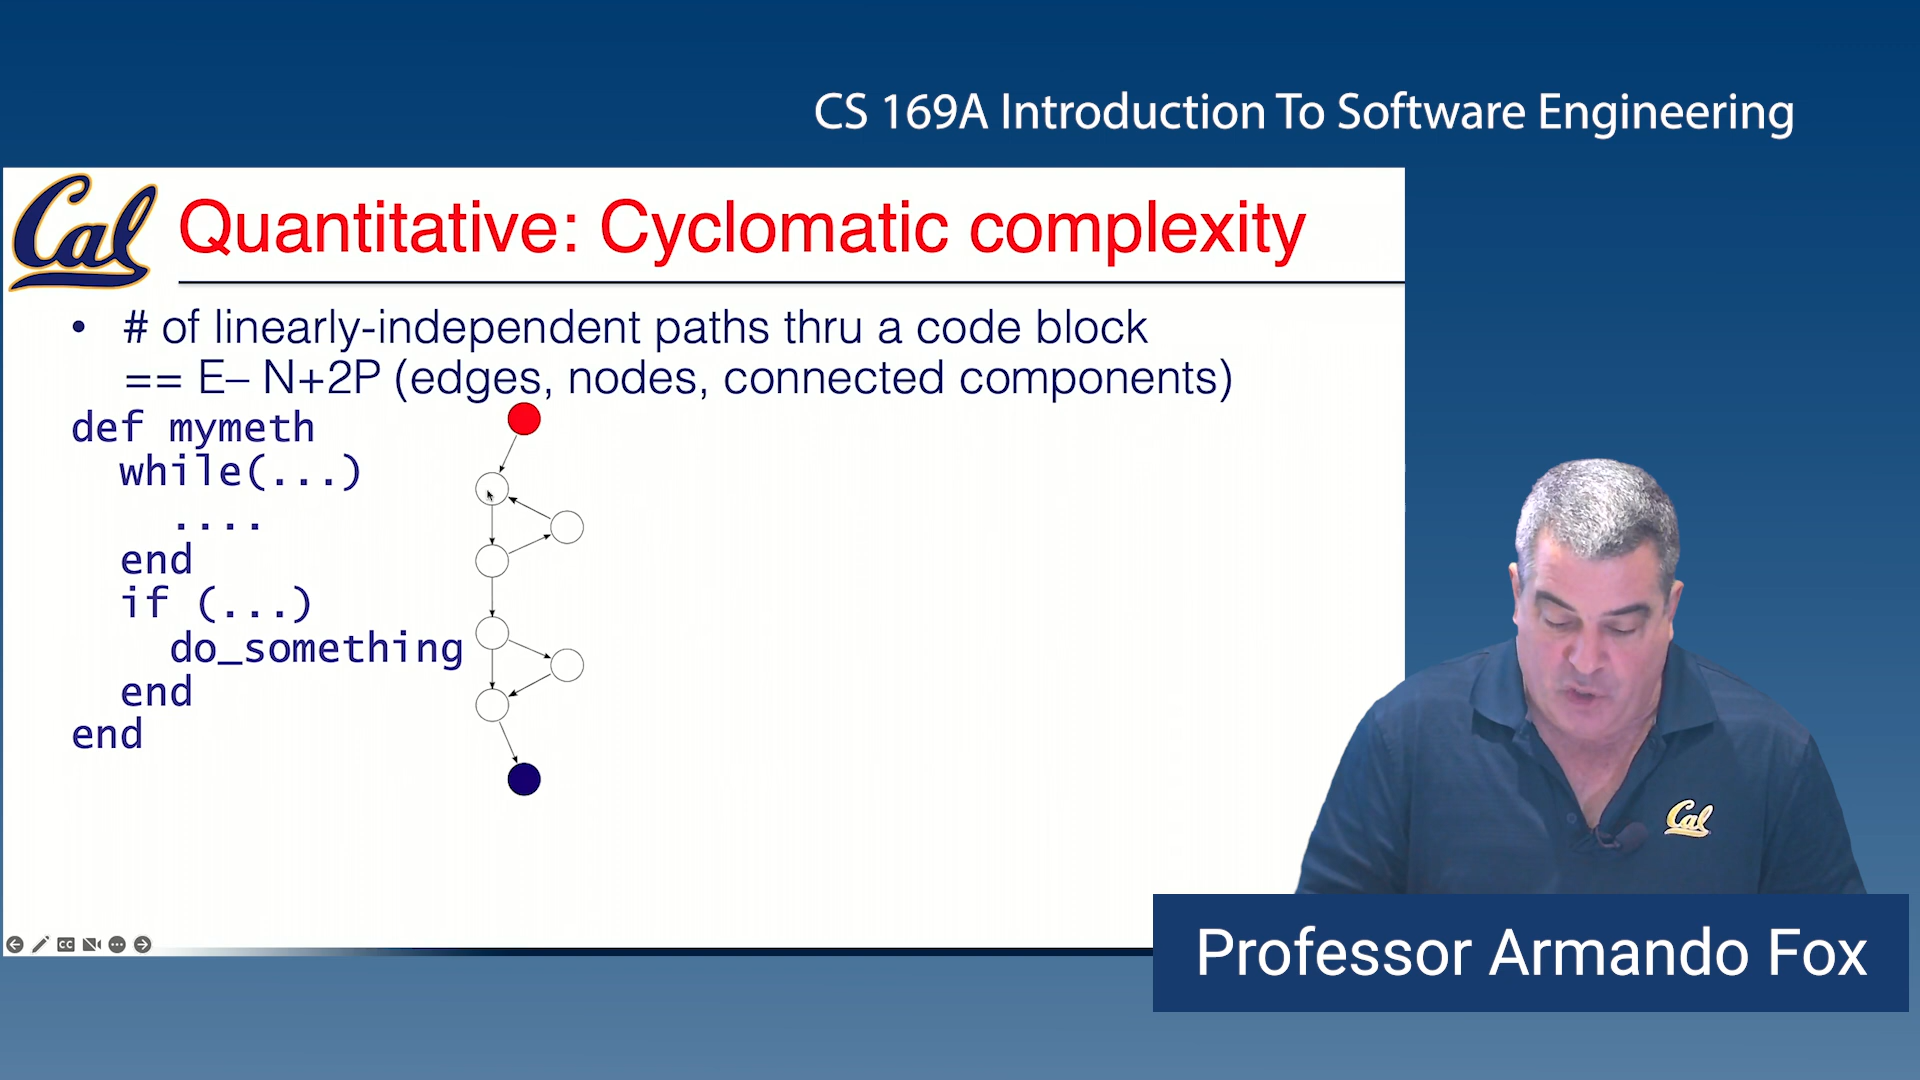 CS 169A Introduction To Software Engineering
Cal
Quantitative: Cyclomatic complexity
• # of linearly-independent paths thru a code block
== E– N+2P (edges, nodes, connected components)
def mymeth
while(...)
....
end
if (...)
do_something
end
end
Cal
CC
Professor Armando Fox